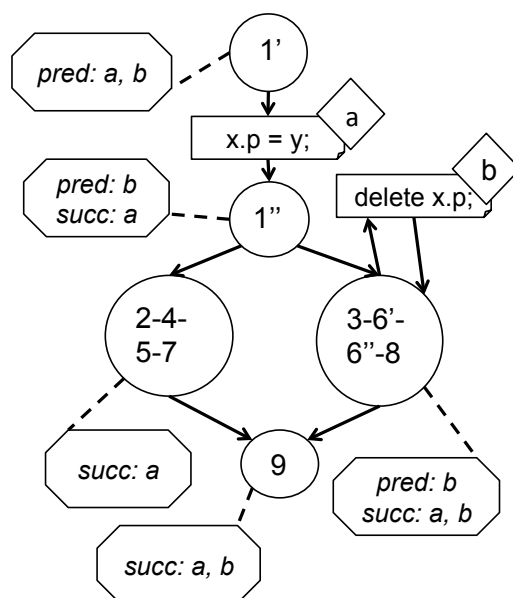 1'
pred: a, b
a
x.p = y;
b
delete x.p;
pred: b
succ: a
1''
2-4-
5-7
3-6'-
6''-8
succ: a
9
pred: b
succ: a, b
succ: a, b